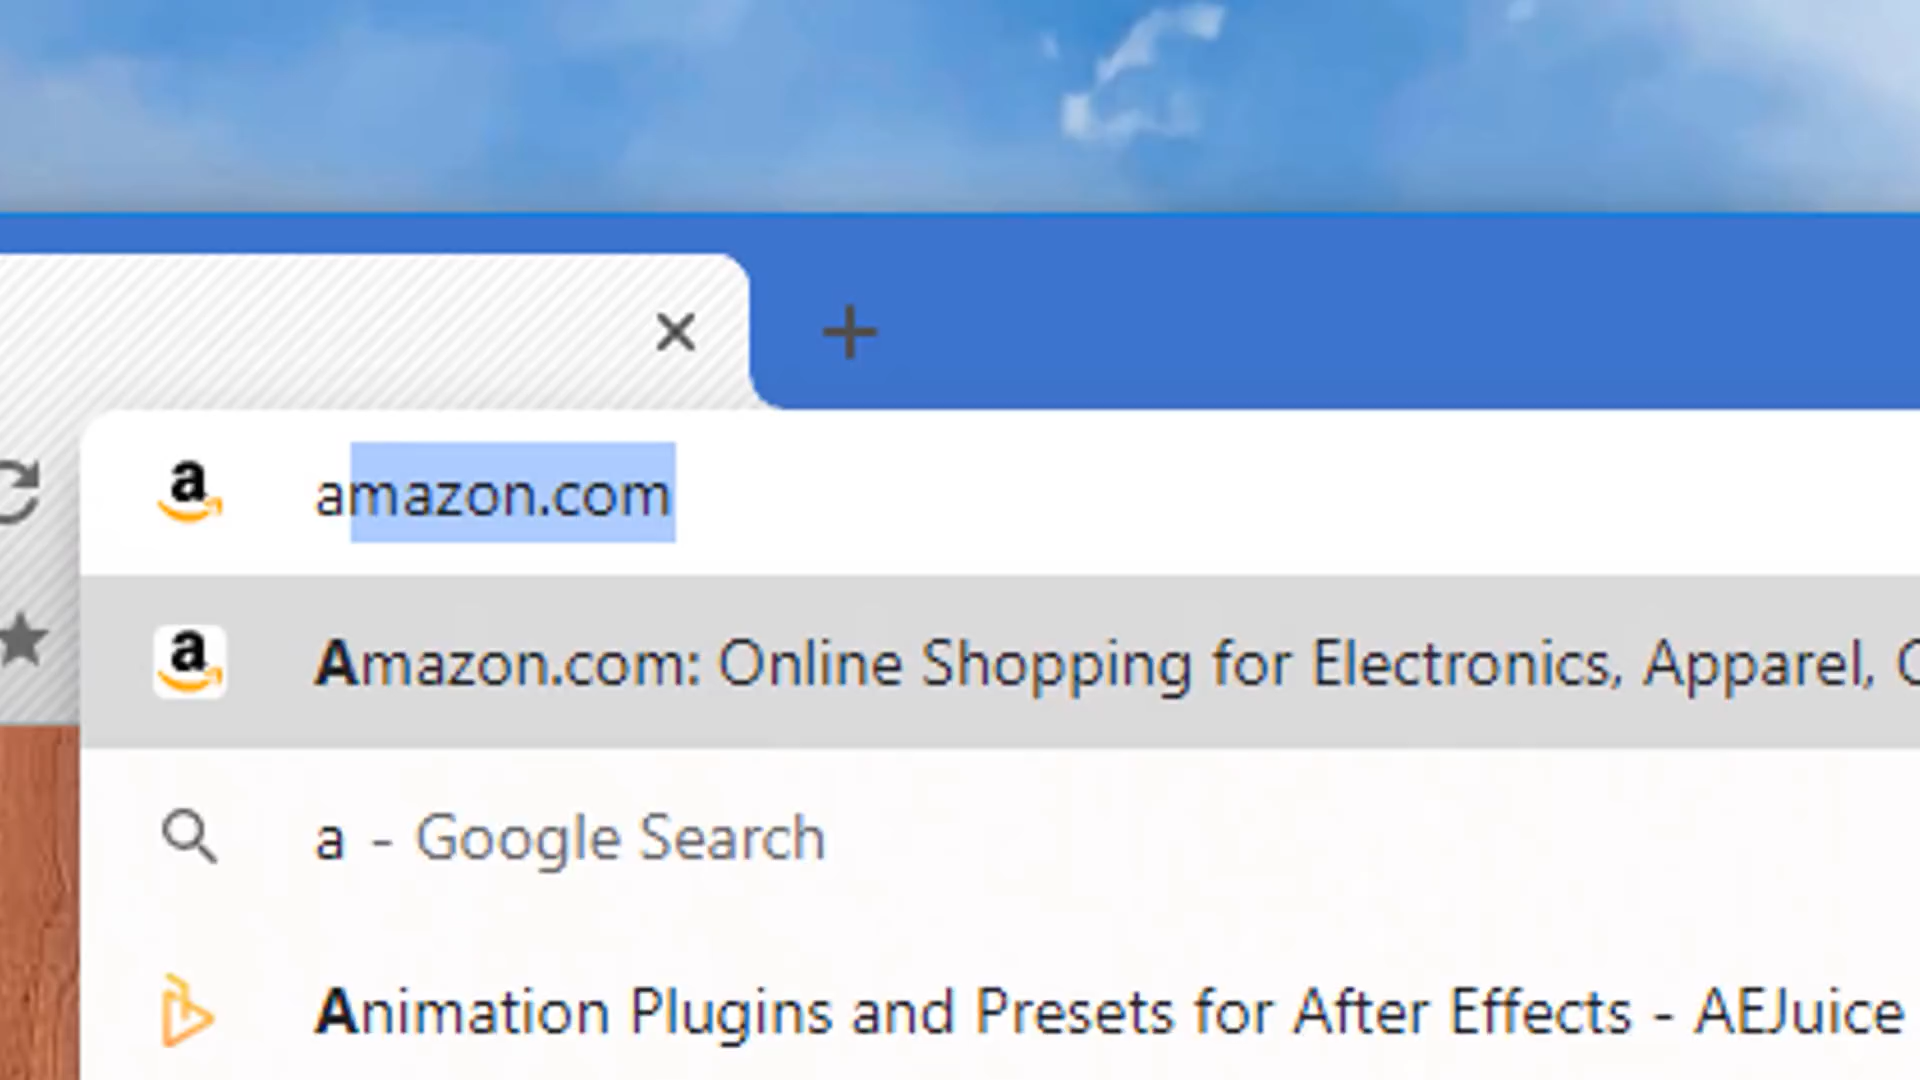 amazon.com
Amazon.com: Online Shopping for Electronics, Apparel,
a - Google Search
Animation Plugins and Presets for After Effects - AEJuice